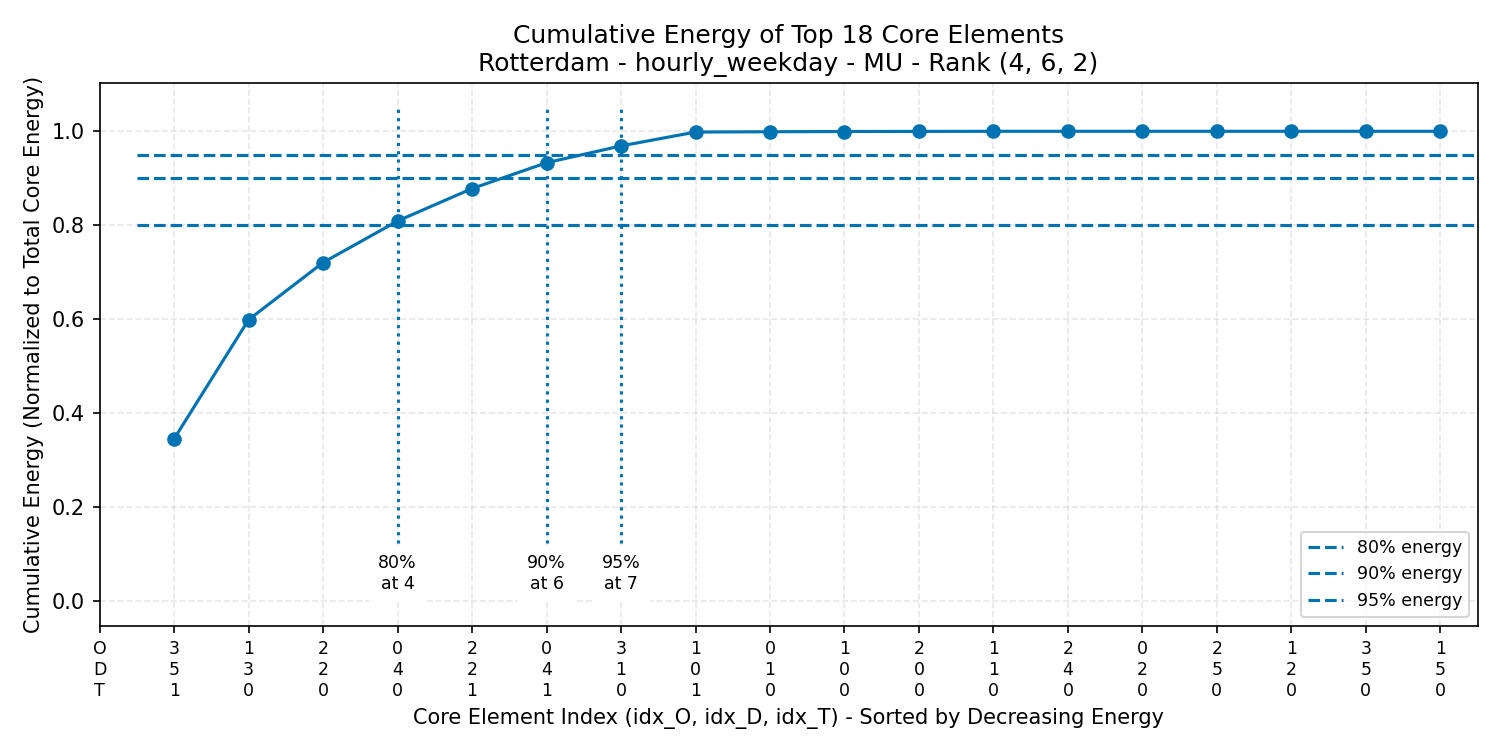 Cumulative Energy of Top 18 Core Elements
Rotterdam - hourly_weekday - MU - Rank (4, 6, 2)
Cumulative Energy (Normalized to Total Core Energy)
1.0
0.8
0.6
0.4
0.2
0.0
80% at 4
90% at 6
95% at 7
80% energy
90% energy
95% energy
O 3 1 2 0 2 0 3 1 0 1 2 1 2 0 2 1 3 1
D 5 3 2 4 2 4 1 0 1 0 0 1 4 2 5 2 5 5
T 1 0 0 0 1 1 0 1 0 0 0 0 0 0 0 0 0 0
Core Element Index (idx_O, idx_D, idx_T) - Sorted by Decreasing Energy